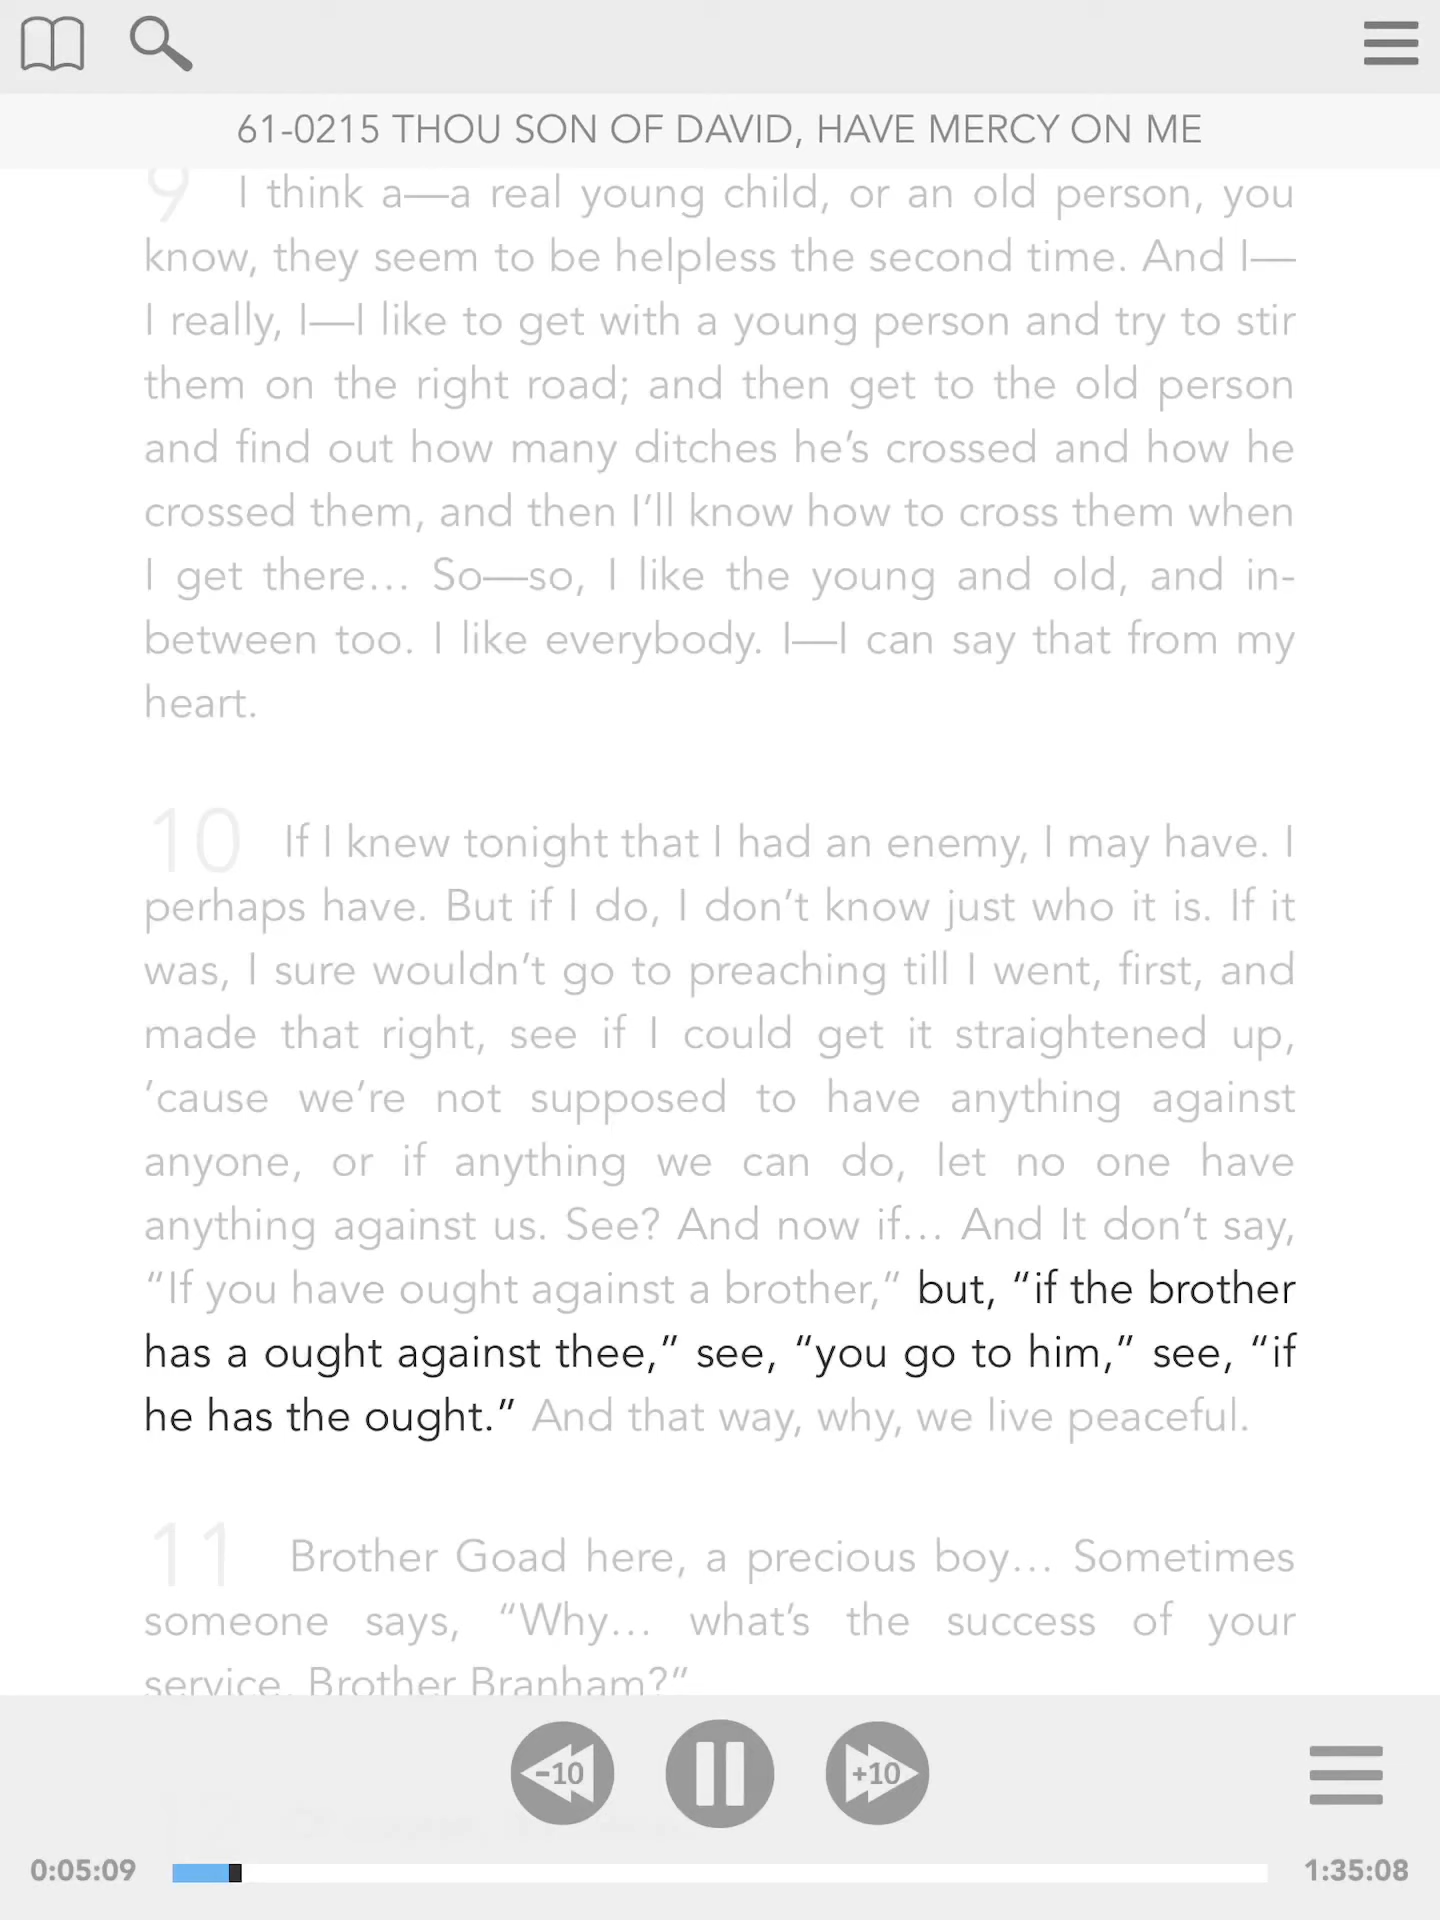 61-0215 THOU SON OF DAVID, HAVE MERCY ON ME
9 I think a—a real young child, or an old person, you
know, they seem to be helpless the second time. And I—
I really, I—I like to get with a young person and try to stir
them on the right road; and then get to the old person
and find out how many ditches he’s crossed and how he
crossed them, and then I’ll know how to cross them when
I get there… So—so, I like the young and old, and in-
between too. I like everybody. I—I can say that from my
heart.
10 If I knew tonight that I had an enemy, I may have. I
perhaps have. But if I do, I don’t know just who it is. If it
was, I sure wouldn’t go to preaching till I went, first, and
made that right, see if I could get it straightened up,
’cause we’re not supposed to have anything against
anyone, or if anything we can do, let no one have
anything against us. See? And now if… And It don’t say,
“If you have ought against a brother,” but, “if the brother
has a ought against thee,” see, “you go to him,” see, “if
he has the ought.” And that way, why, we live peaceful.
11 Brother Goad here, a precious boy… Sometimes
someone says, “Why… what’s the success of your
service, Brother Branham?”
-10
+10
0:05:09
1:35:08